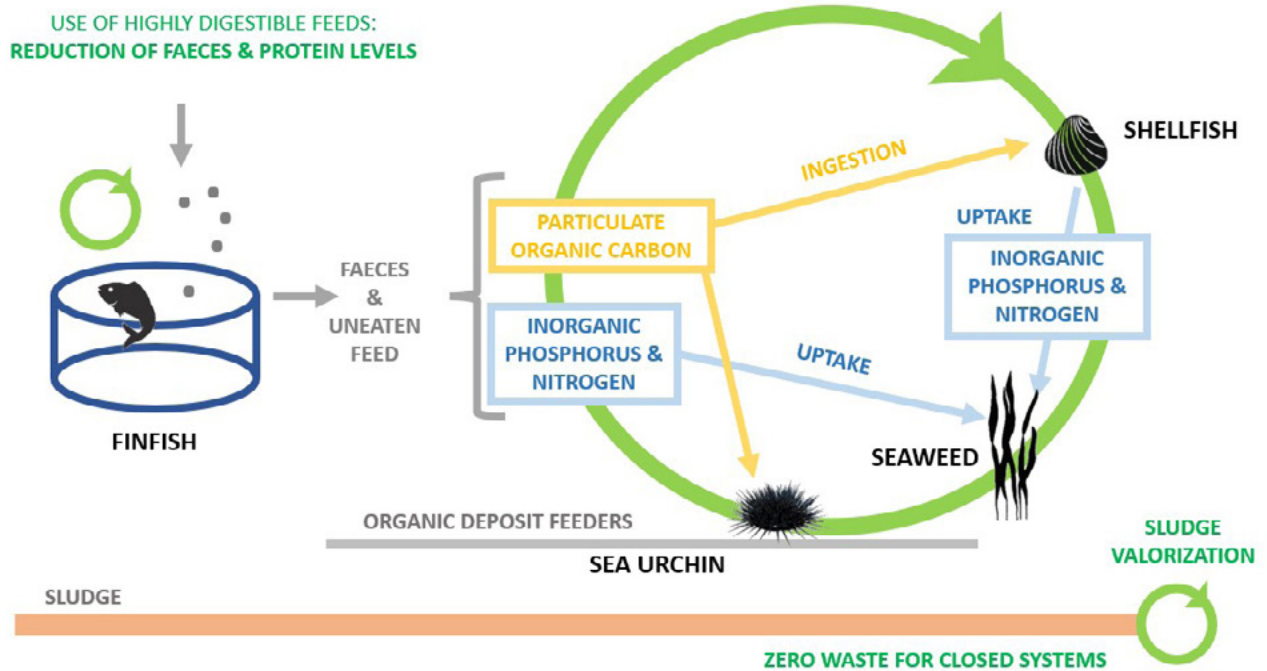 USE OF HIGHLY DIGESTIBLE FEEDS:
REDUCTION OF FAECES & PROTEIN LEVELS
FINFISH
FAECES
&
UNEATEN
FEED
PARTICULATE
ORGANIC CARBON
INORGANIC
PHOSPHORUS &
NITROGEN
INGESTION
UPTAKE
SHELLFISH
UPTAKE
INORGANIC
PHOSPHORUS &
NITROGEN
SEAWEED
ORGANIC DEPOSIT FEEDERS
SEA URCHIN
SLUDGE
VALORIZATION
SLUDGE
ZERO WASTE FOR CLOSED SYSTEMS